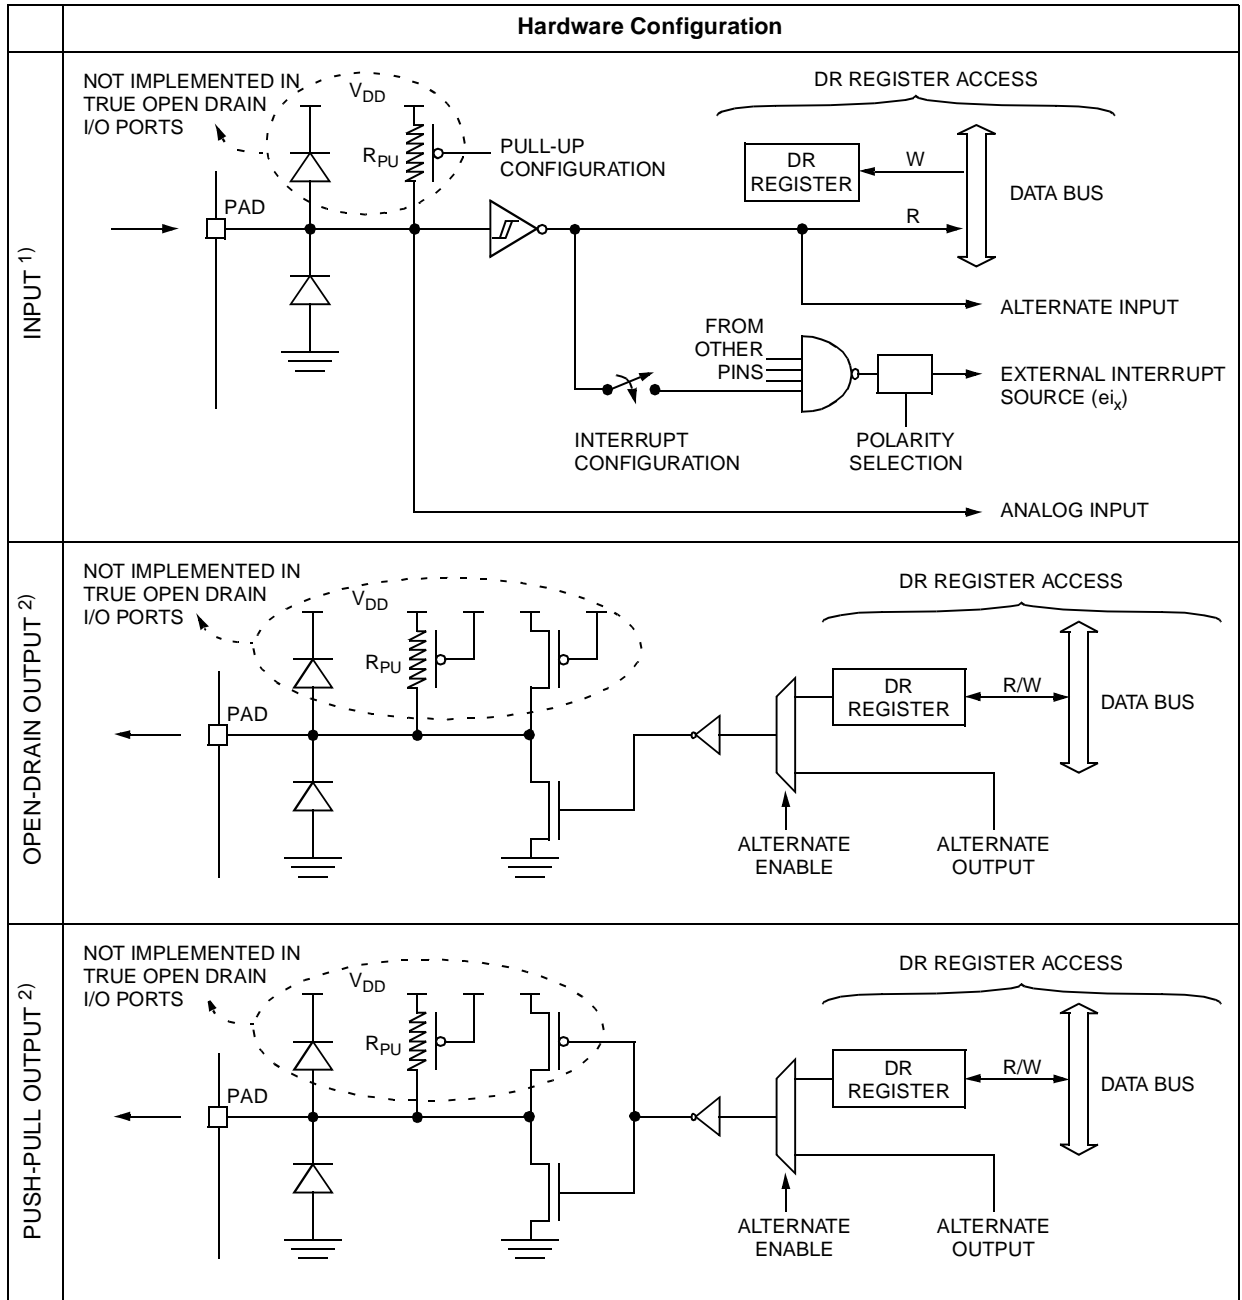 Hardware Configuration
INPUT 1)
NOT IMPLEMENTED IN
TRUE OPEN DRAIN
I/O PORTS
VDD
RPU
PULL-UP
CONFIGURATION
PAD
DR REGISTER ACCESS
DR
REGISTER
W
R
DATA BUS
ALTERNATE INPUT
FROM
OTHER
PINS
EXTERNAL INTERRUPT
SOURCE (eix)
INTERRUPT
CONFIGURATION
POLARITY
SELECTION
ANALOG INPUT
OPEN-DRAIN OUTPUT 2)
NOT IMPLEMENTED IN
TRUE OPEN DRAIN
I/O PORTS
VDD
RPU
PAD
DR REGISTER ACCESS
DR
REGISTER
R/W
DATA BUS
ALTERNATE
ENABLE
ALTERNATE
OUTPUT
PUSH-PULL OUTPUT 2)
NOT IMPLEMENTED IN
TRUE OPEN DRAIN
I/O PORTS
VDD
RPU
PAD
DR REGISTER ACCESS
DR
REGISTER
R/W
DATA BUS
ALTERNATE
ENABLE
ALTERNATE
OUTPUT